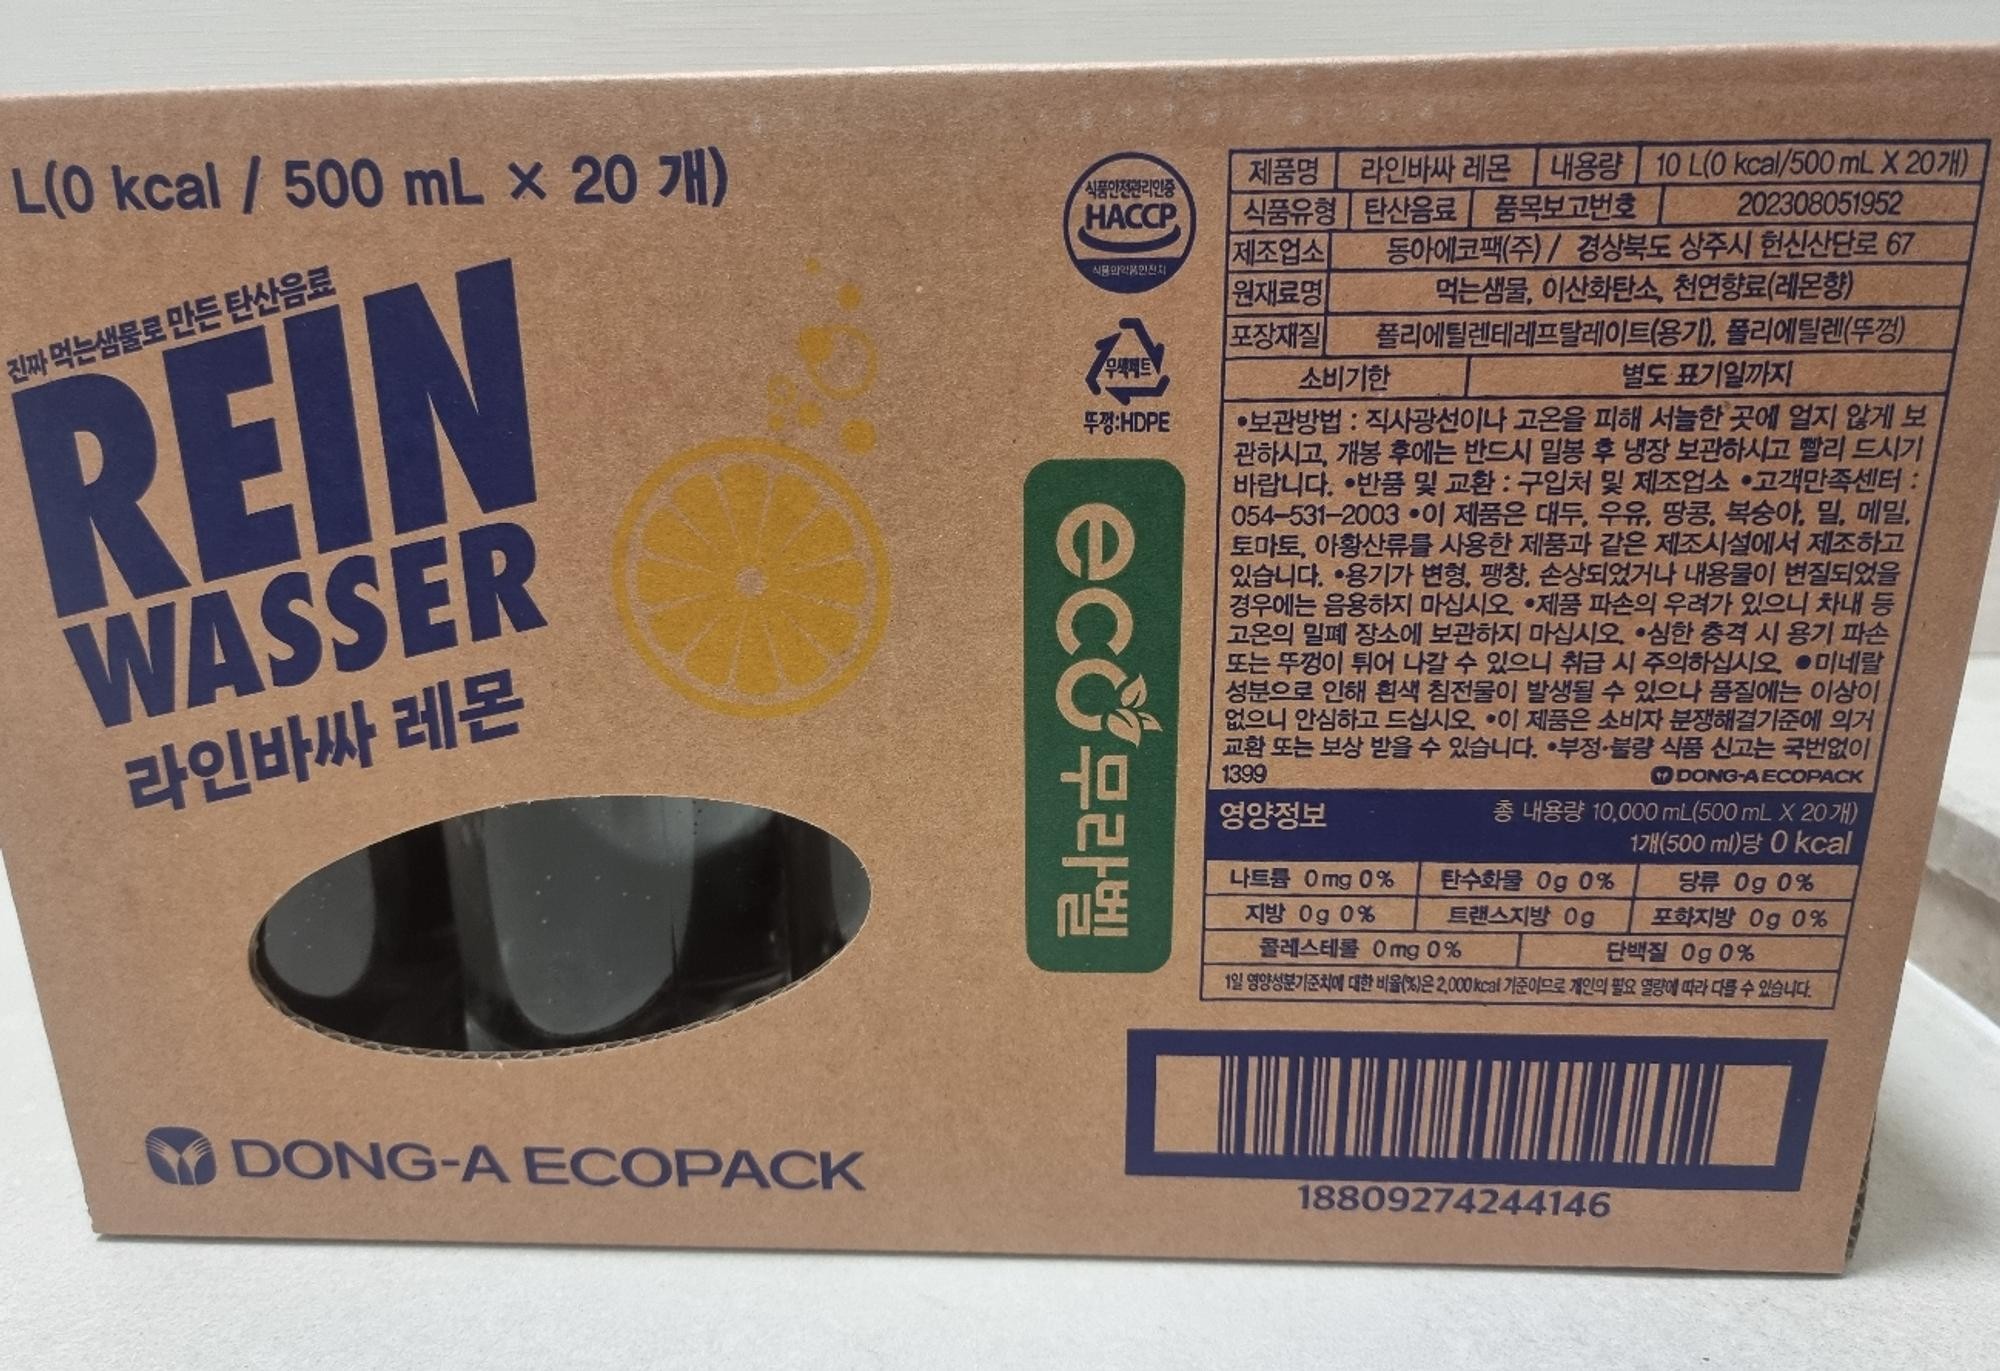 L(0 kcal / 500 mL × 20 개)
진짜 먹는샘물로 만든 탄산음료
REIN
WASSER
라인바싸 레몬
DONG-A ECOPACK
식품안전관리인증
HACCP
식품의약품안전처
무색페트
뚜껑:HDPE
eco 무라벨
제품명 라인바싸 레몬 내용량 10 L(0 kcal/500 mL X 20개)
식품유형 탄산음료 품목보고번호 202308051952
제조업소 동아에코팩(주) / 경상북도 상주시 헌신산단로 67
원재료명 먹는샘물, 이산화탄소, 천연향료(레몬향)
포장재질 폴리에틸렌테레프탈레이트(용기), 폴리에틸렌(뚜껑)
소비기한 별도 표기일까지
•보관방법 : 직사광선이나 고온을 피해 서늘한 곳에 얼지 않게 보
관하시고, 개봉 후에는 반드시 밀봉 후 냉장 보관하시고 빨리 드시기
바랍니다. •반품 및 교환 : 구입처 및 제조업소 •고객만족센터 :
054-531-2003 •이 제품은 대두, 우유, 땅콩, 복숭아, 밀, 메밀,
토마토, 아황산류를 사용한 제품과 같은 제조시설에서 제조하고
있습니다. •용기가 변형, 팽창, 손상되었거나 내용물이 변질되었을
경우에는 음용하지 마십시오. •제품 파손의 우려가 있으니 차내 등
고온의 밀폐 장소에 보관하지 마십시오. •심한 충격 시 용기 파손
또는 뚜껑이 튀어 나갈 수 있으니 취급 시 주의하십시오. ●미네랄
성분으로 인해 흰색 침전물이 발생될 수 있으나 품질에는 이상이
없으니 안심하고 드십시오. •이 제품은 소비자 분쟁해결기준에 의거
교환 또는 보상 받을 수 있습니다. •부정·불량 식품 신고는 국번없이
1399 DONG-A ECOPACK
영양정보 총 내용량 10,000 mL(500 mL X 20개)
1개(500 ml)당 0 kcal
나트륨 0mg 0% 탄수화물 0g 0% 당류 0g 0%
지방 0g 0% 트랜스지방 0g 포화지방 0g 0%
콜레스테롤 0mg 0% 단백질 0g 0%
1일 영양성분기준치에 대한 비율(%)은 2,000kcal 기준이므로 개인의 필요 열량에 따라 다를 수 있습니다.
18809274244146